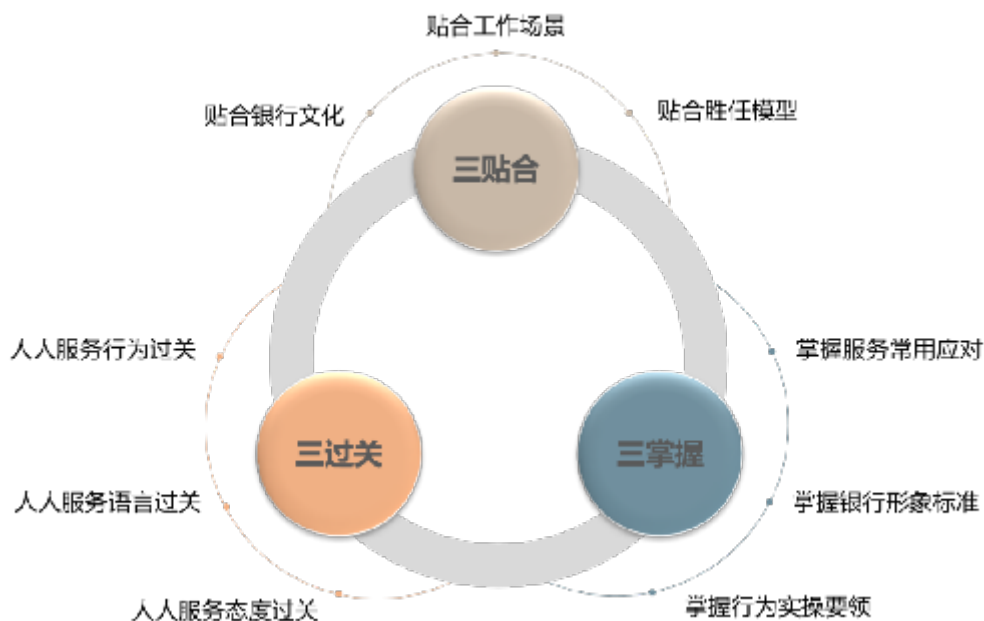 贴合工作场景
贴合银行文化
贴合胜任模型
三贴合
人人服务行为过关
掌握服务常用应对
三过关
三掌握
人人服务语言过关
掌握银行形象标准
人人服务态度过关
掌握行为实操要领